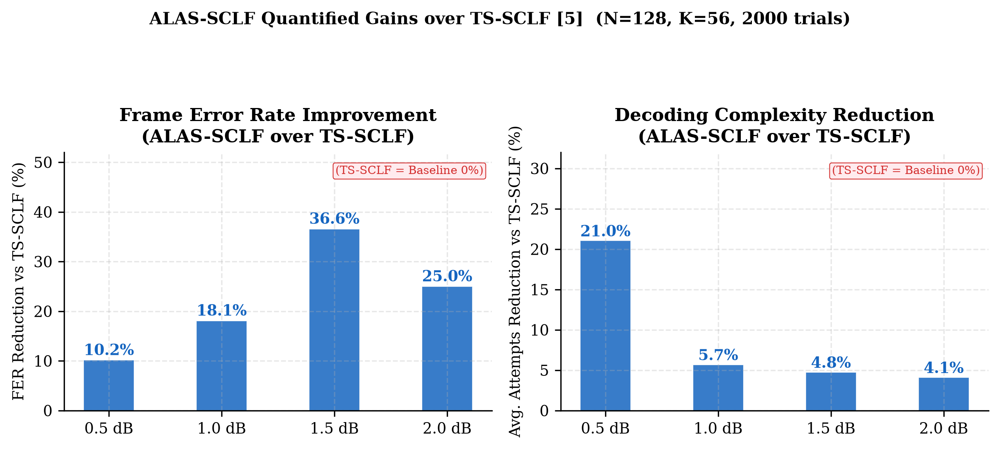 ALAS-SCLF Quantified Gains over TS-SCLF [5] (N=128, K=56, 2000 trials)
Frame Error Rate Improvement
(ALAS-SCLF over TS-SCLF)
FER Reduction vs TS-SCLF (%)
50
40
30
20
10
0
(TS-SCLF = Baseline 0%)
10.2%
18.1%
36.6%
25.0%
0.5 dB
1.0 dB
1.5 dB
2.0 dB
Decoding Complexity Reduction
(ALAS-SCLF over TS-SCLF)
Avg. Attempts Reduction vs TS-SCLF (%)
30
25
20
15
10
5
0
(TS-SCLF = Baseline 0%)
21.0%
5.7%
4.8%
4.1%
0.5 dB
1.0 dB
1.5 dB
2.0 dB